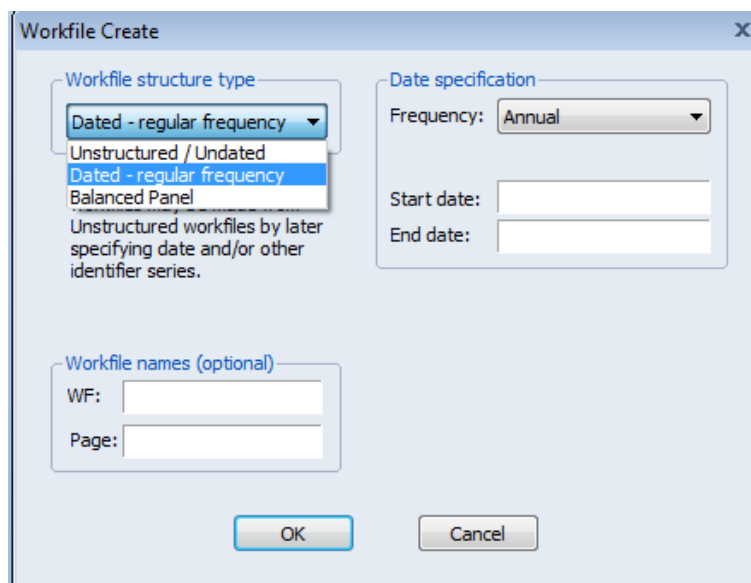 Workfile Create
Workfile structure type
Dated - regular frequency
Unstructured / Undated
Dated - regular frequency
Balanced Panel
Unstructured workfiles by later
specifying date and/or other
identifier series.
Date specification
Frequency: Annual
Start date:
End date:
Workfile names (optional)
WF:
Page:
OK
Cancel